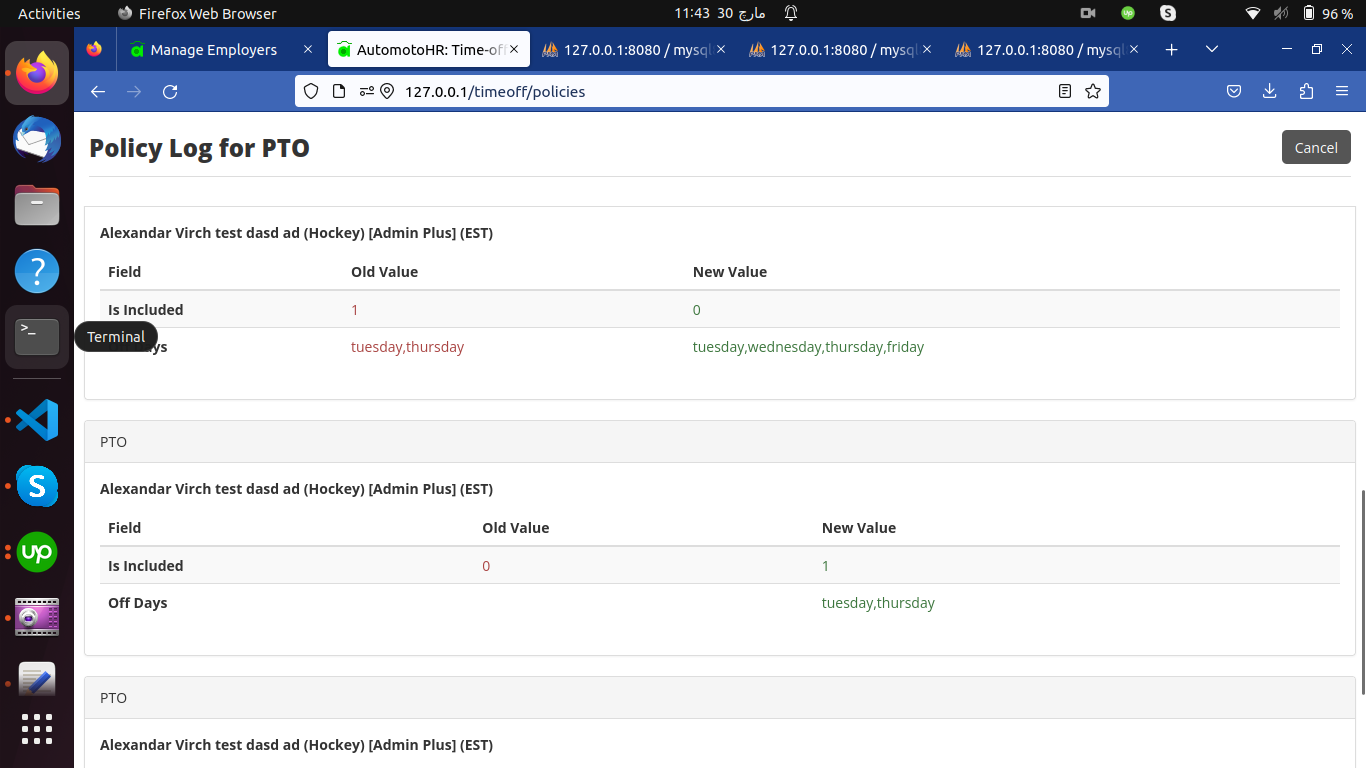 Activities Firefox Web Browser 11:43 30 مارچ 96 %
Manage Employers AutomotoHR: Time-off 127.0.0.1:8080 / mysql 127.0.0.1:8080 / mysql 127.0.0.1:8080 / mysql
127.0.0.1/timeoff/policies
Policy Log for PTO Cancel
Alexandar Virch test dasd ad (Hockey) [Admin Plus] (EST)
Field Old Value New Value
Is Included 1 0
Terminal
tuesday,thursday tuesday,wednesday,thursday,friday
PTO
Alexandar Virch test dasd ad (Hockey) [Admin Plus] (EST)
Field Old Value New Value
Is Included 0 1
Off Days tuesday,thursday
PTO
Alexandar Virch test dasd ad (Hockey) [Admin Plus] (EST)